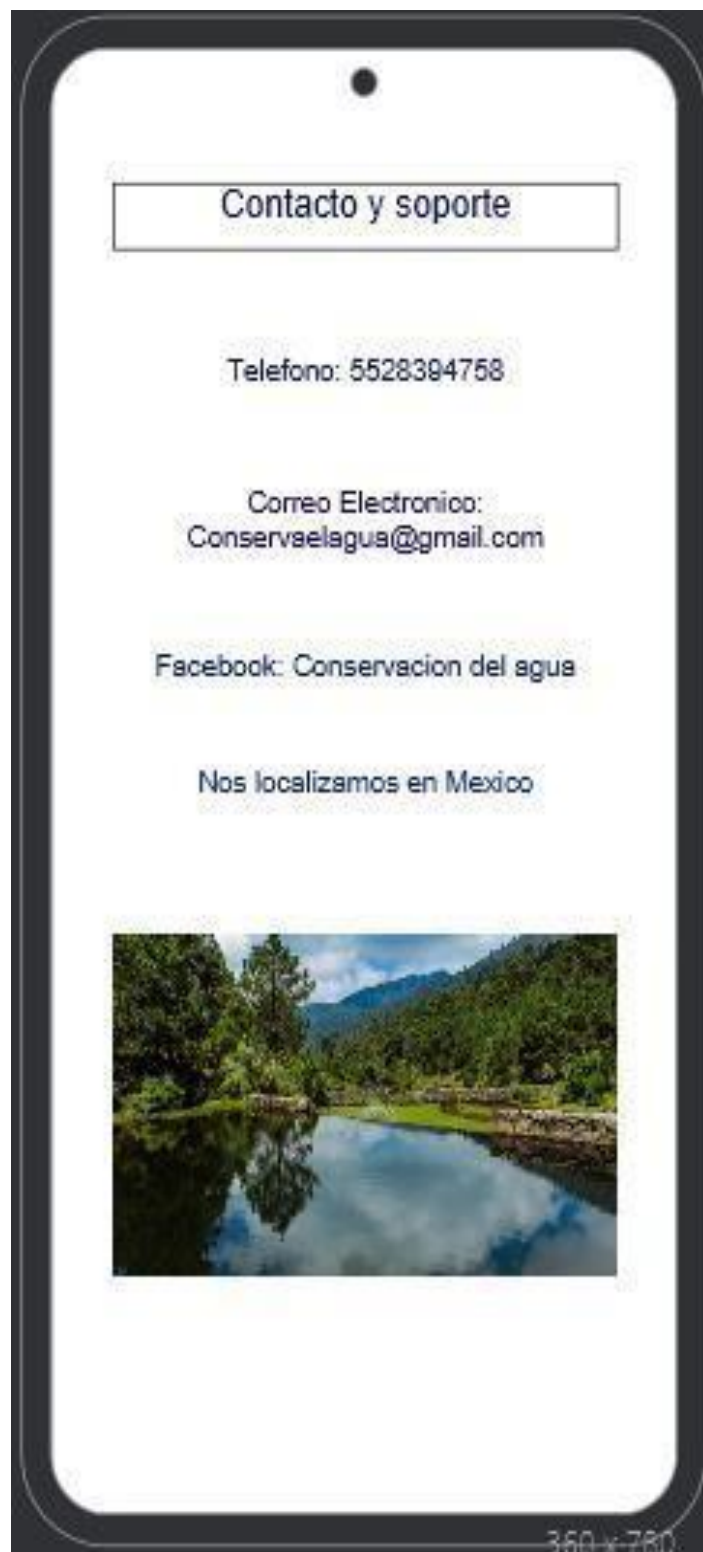 Contacto y soporte
Telefono: 5528394758
Correo Electronico:
Conservaelagua@gmail.com
Facebook: Conservacion del agua
Nos localizamos en Mexico
360 x 780